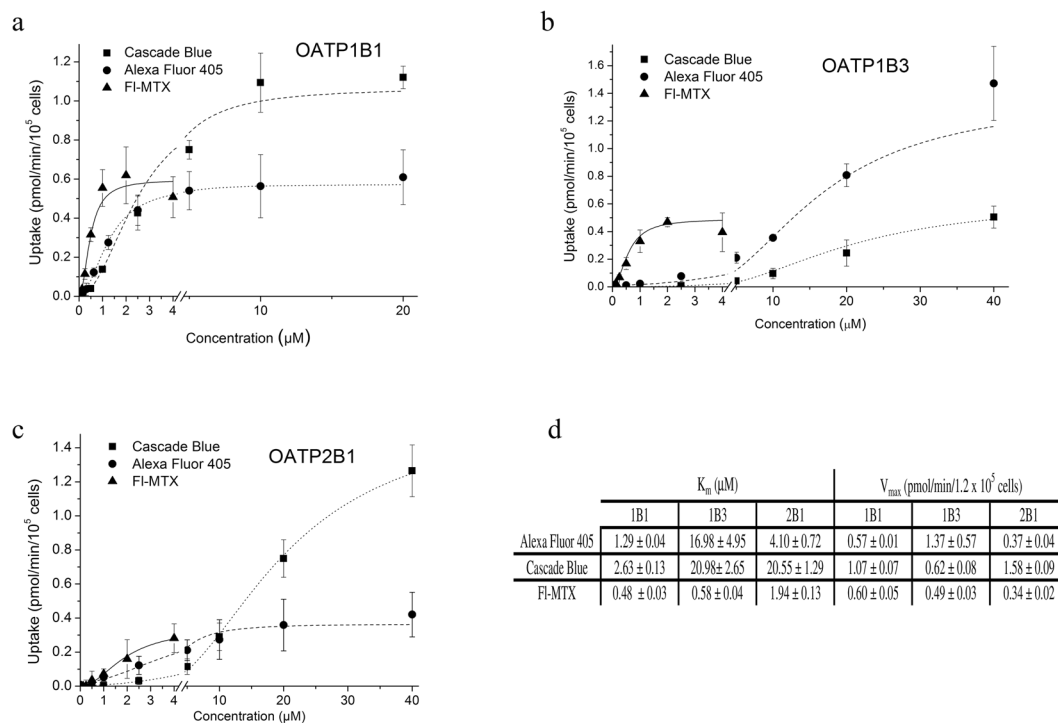 a
OATP1B1
Cascade Blue
Alexa Fluor 405
Fl-MTX
Uptake (pmol/min/10⁵ cells)
1.2
1.0
0.8
0.6
0.4
0.2
0.0
0 1 2 3 4 10 20
Concentration (µM)
b
OATP1B3
Cascade Blue
Alexa Fluor 405
Fl-MTX
Uptake (pmol/min/10⁵ cells)
1.6
1.4
1.2
1.0
0.8
0.6
0.4
0.2
0.0
0 1 2 3 4 10 20 30 40
Concentration (µM)
c
OATP2B1
Cascade Blue
Alexa Fluor 405
Fl-MTX
Uptake (pmol/min/10⁵ cells)
1.4
1.2
1.0
0.8
0.6
0.4
0.2
0.0
0 1 2 3 4 10 20 30 40
Concentration (µM)
d
Kₘ (µM) Vₘₐₓ (pmol/min/1.2 x 10⁵ cells)
1B1 1B3 2B1 1B1 1B3 2B1
Alexa Fluor 405 1.29 ± 0.04 16.98 ± 4.95 4.10 ± 0.72 0.57 ± 0.01 1.37 ± 0.57 0.37 ± 0.04
Cascade Blue 2.63 ± 0.13 20.98± 2.65 20.55 ± 1.29 1.07 ± 0.07 0.62 ± 0.08 1.58 ± 0.09
Fl-MTX 0.48 ± 0.03 0.58 ± 0.04 1.94 ± 0.13 0.60 ± 0.05 0.49 ± 0.03 0.34 ± 0.02